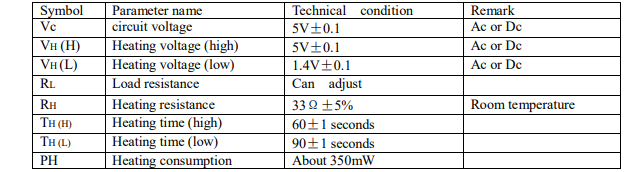 Symbol Parameter name Technical condition Remark
Vc circuit voltage 5V±0.1 Ac or Dc
VH (H) Heating voltage (high) 5V±0.1 Ac or Dc
VH (L) Heating voltage (low) 1.4V±0.1 Ac or Dc
RL Load resistance Can adjust
RH Heating resistance 33Ω±5% Room temperature
TH (H) Heating time (high) 60±1 seconds
TH (L) Heating time (low) 90±1 seconds
PH Heating consumption About 350mW